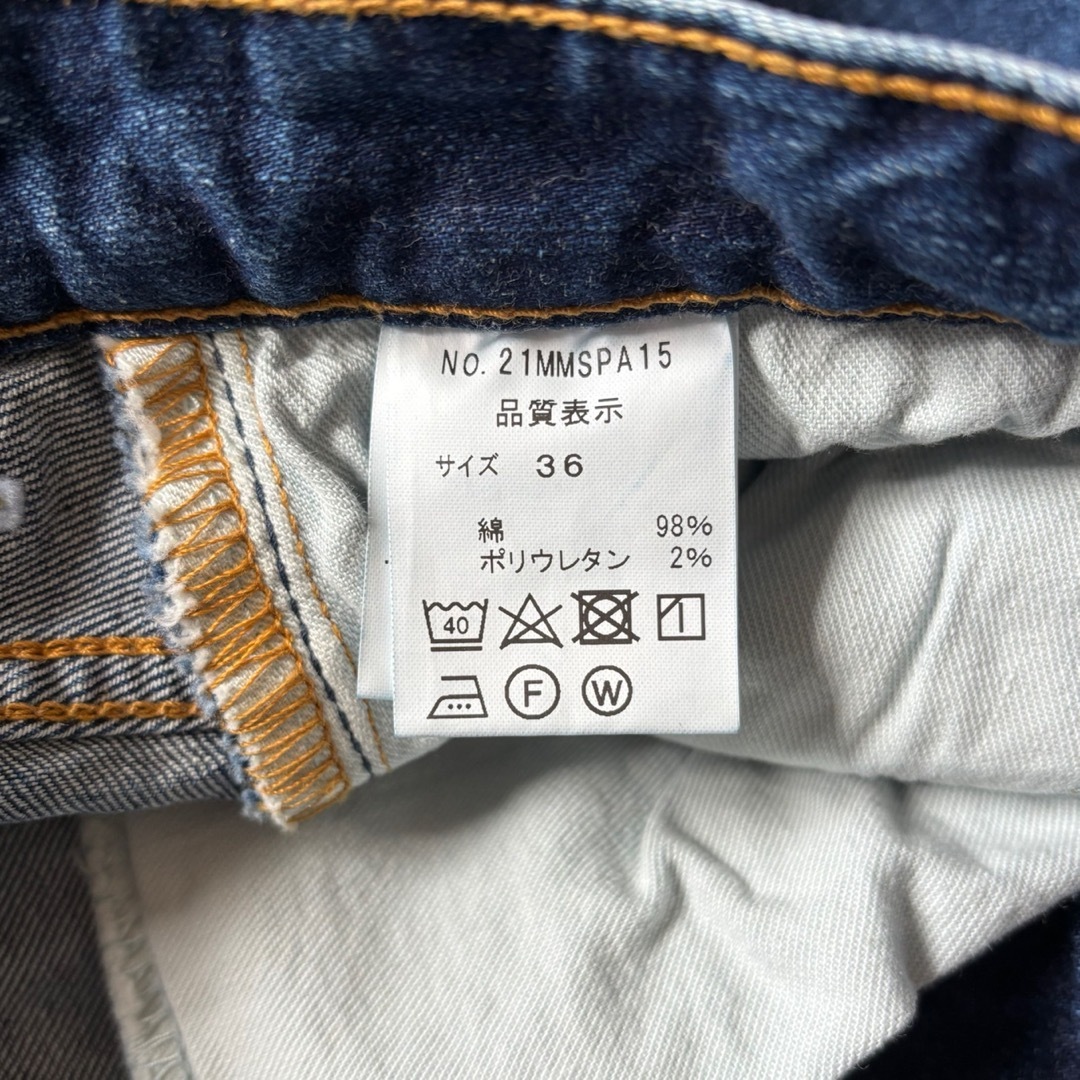 NO. 21MMSPA15
品質表示
サイズ 36
綿 98%
ポリウレタン 2%
40
F W